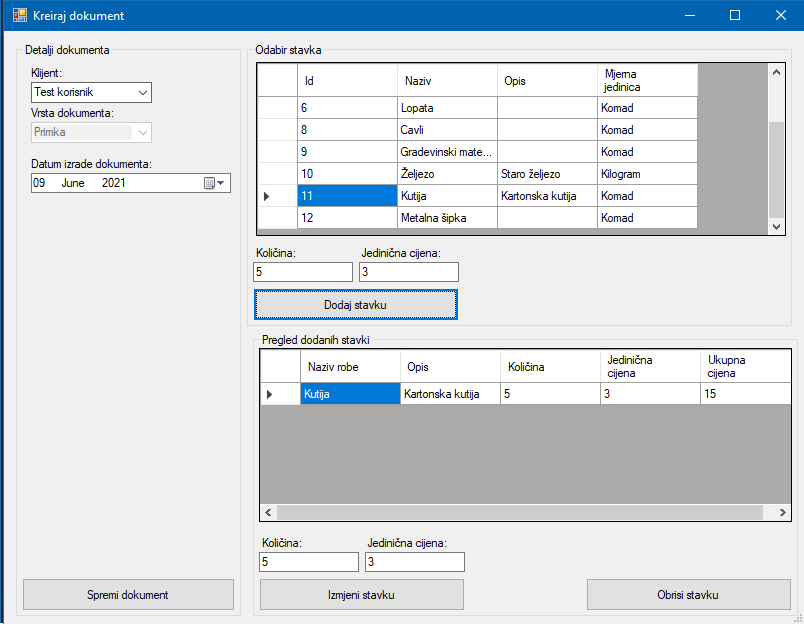 Kreiraj dokument
Detalji dokumenta
Klijent:
Test korisnik
Vrsta dokumenta:
Primka
Datum izrade dokumenta:
09 June 2021
Spremi dokument
Odabir stavka
Id Naziv Opis Mjerna
jedinica
6 Lopata Komad
8 Cavli Komad
9 Gradevinski mate... Komad
10 Željezo Staro željezo Kilogram
11 Kutija Kartonska kutija Komad
12 Metalna šipka Komad
Količina: Jedinična cijena:
5 3
Dodaj stavku
Pregled dodanih stavki
Naziv robe Opis Količina Jedinična
cijena Ukupna
cijena
Kutija Kartonska kutija 5 3 15
Količina: Jedinična cijena:
5 3
Izmjeni stavku Obrisi stavku